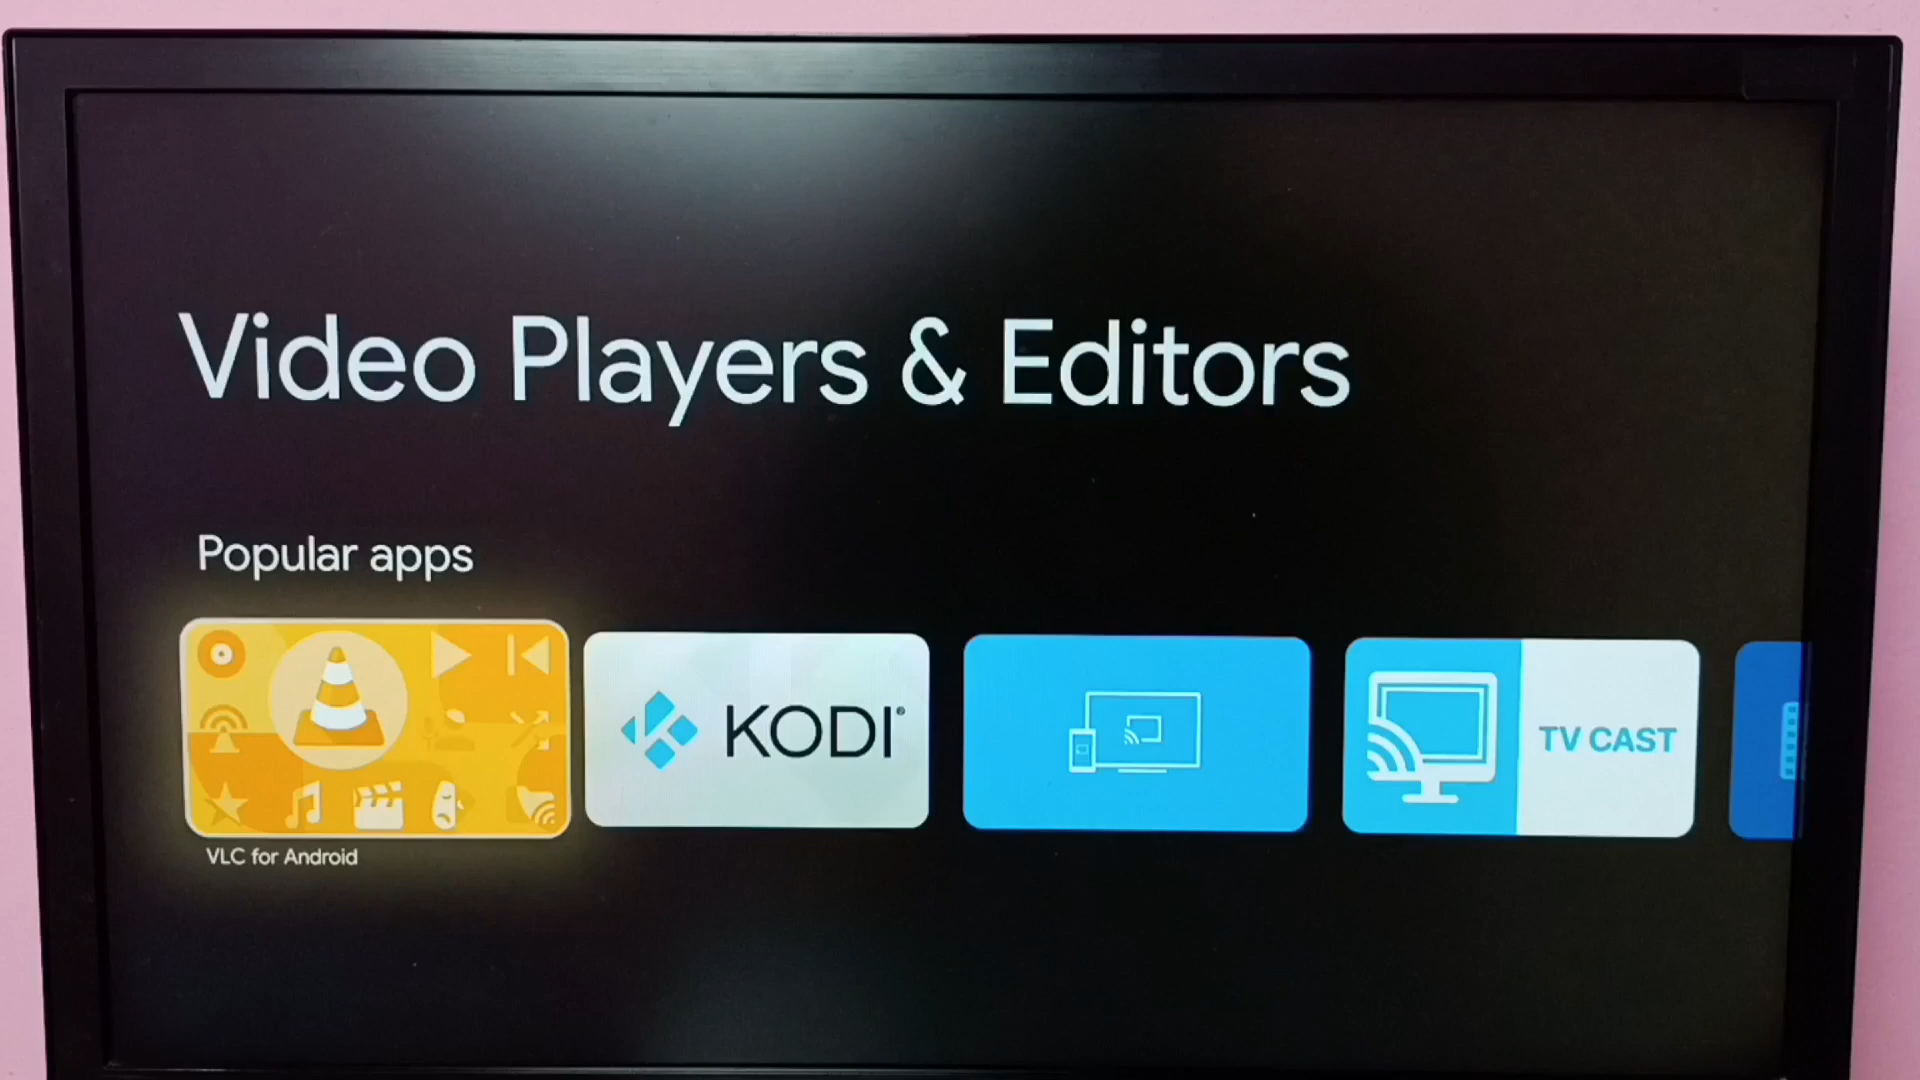 Video Players & Editors
Popular apps
KODI®
TV CAST
VLC for Android